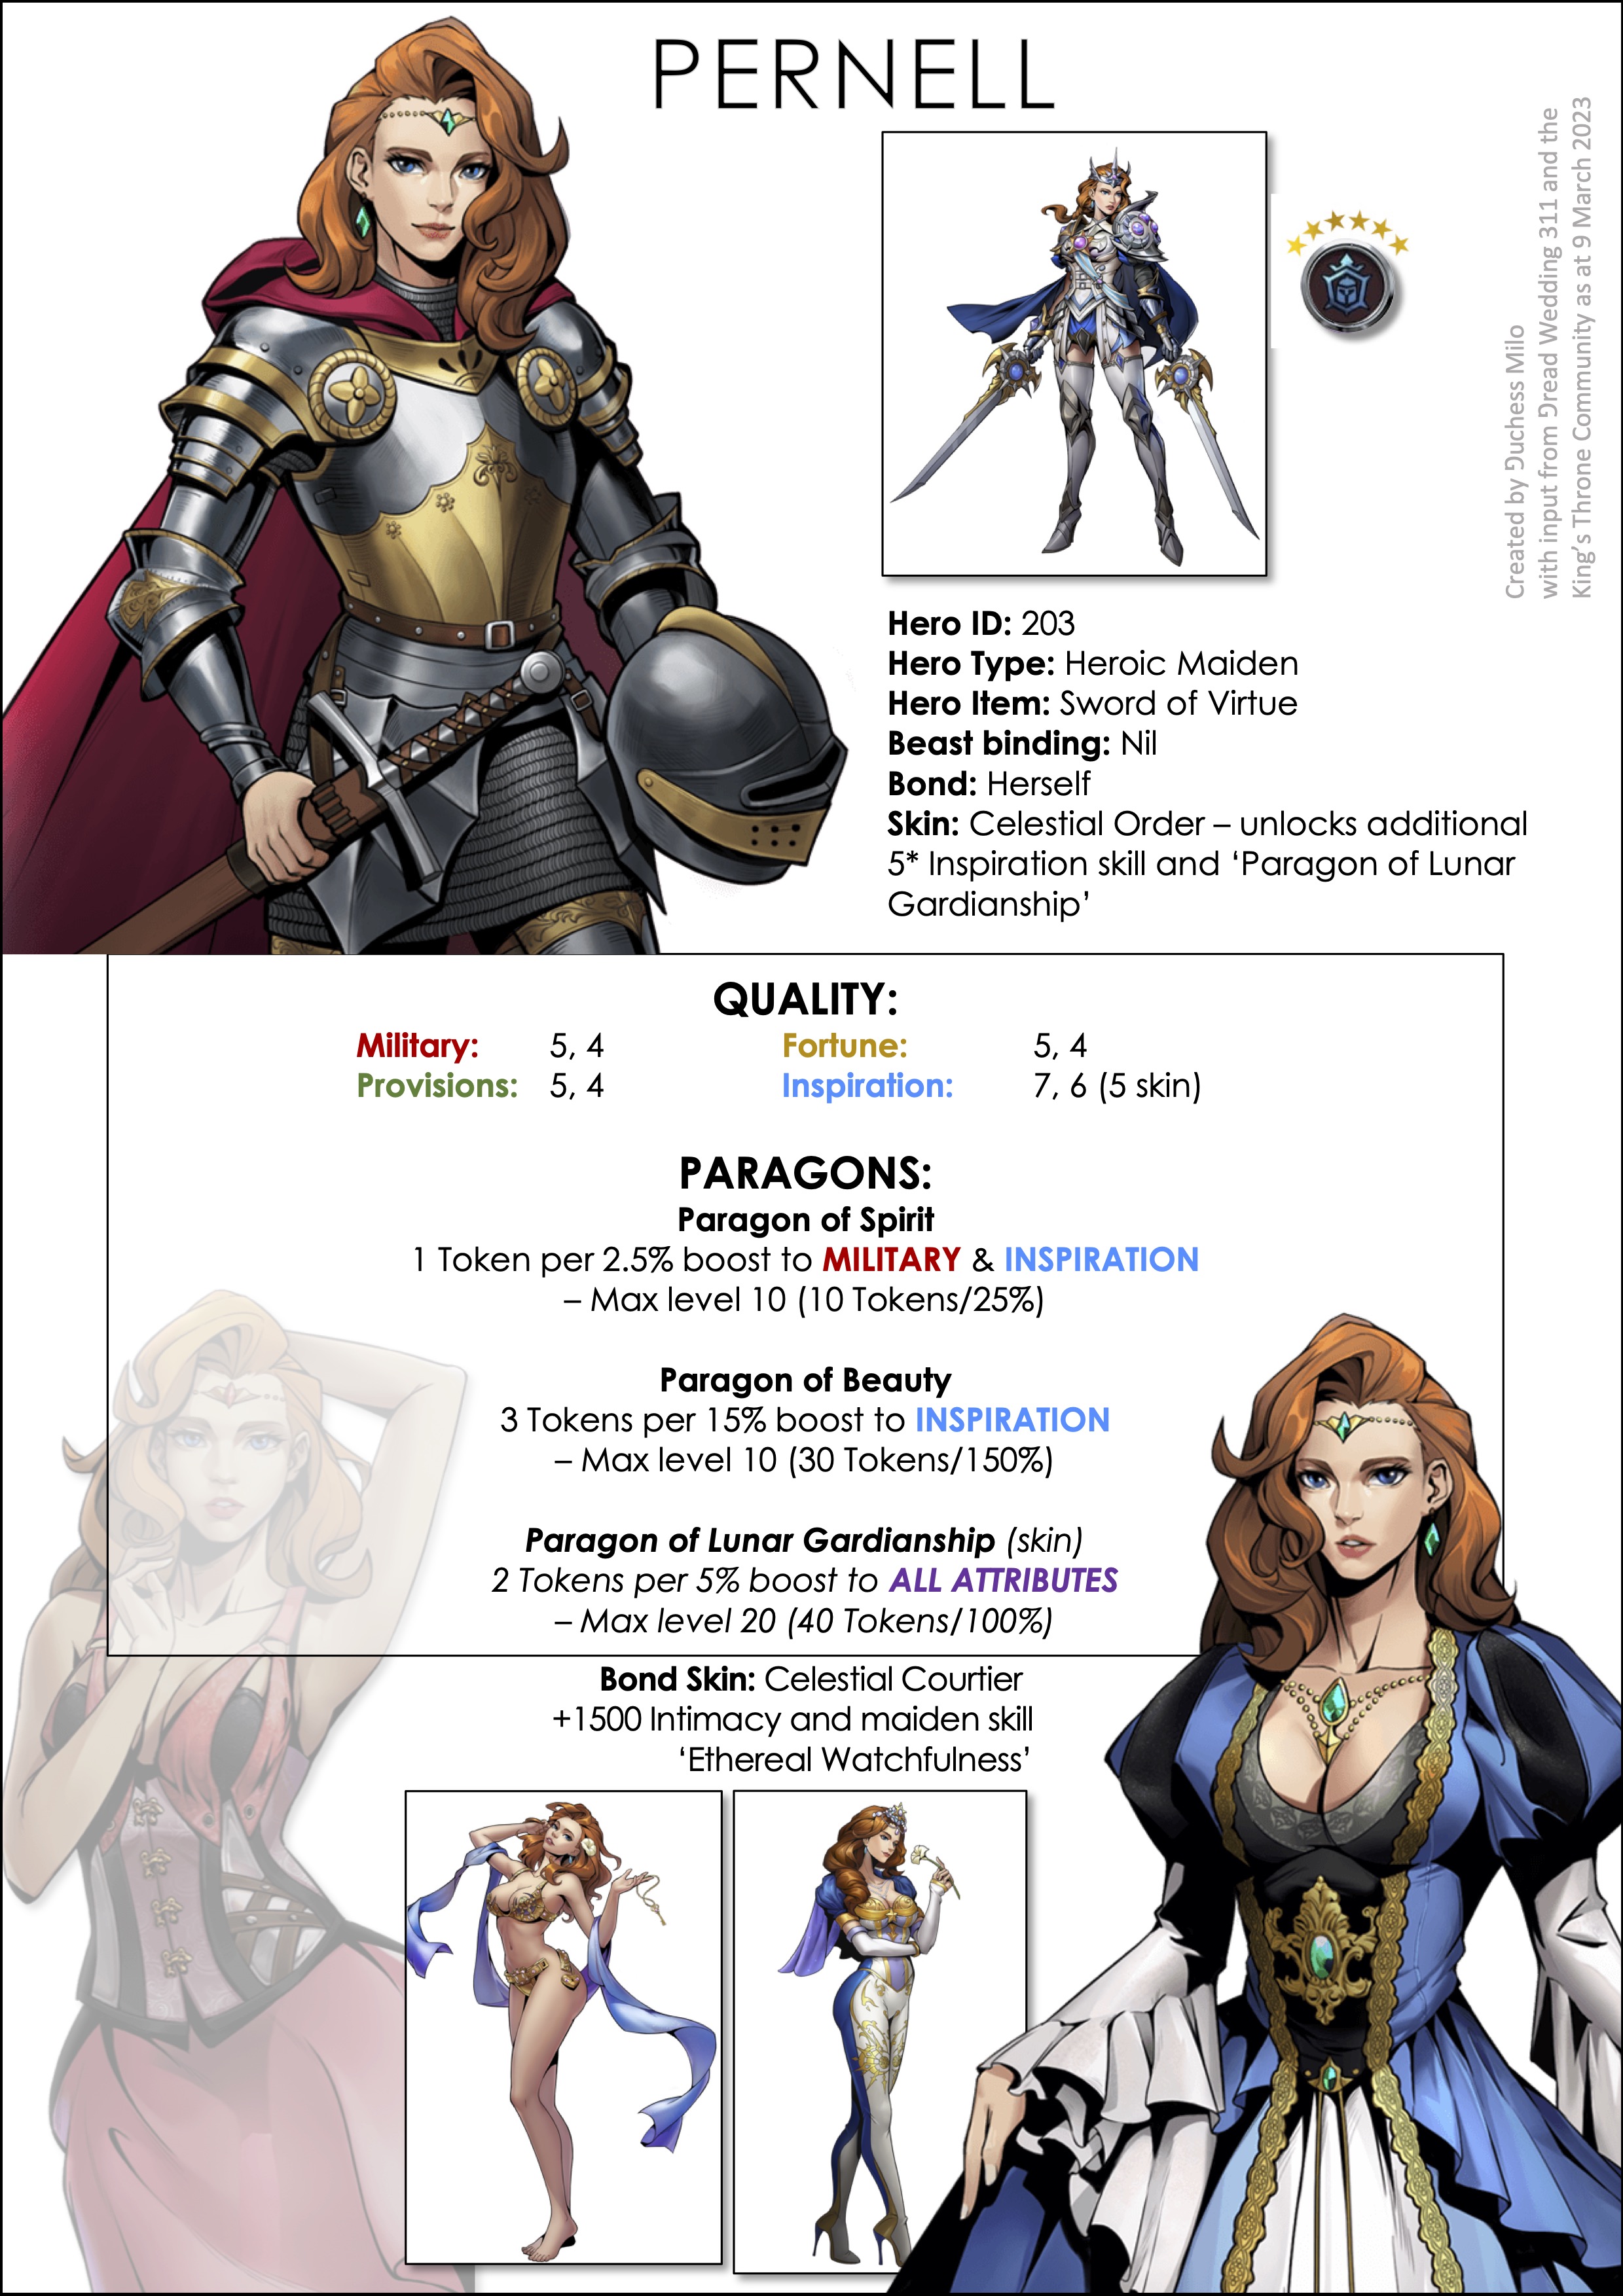 PERNELL
Created by Duchess Milo
with input from Dread Wedding 311 and the
King's Throne Community as at 9 March 2023
Hero ID: 203
Hero Type: Heroic Maiden
Hero Item: Sword of Virtue
Beast binding: Nil
Bond: Herself
Skin: Celestial Order – unlocks additional
5* Inspiration skill and ‘Paragon of Lunar
Gardianship’
QUALITY:
Military: 5, 4 Fortune: 5, 4
Provisions: 5, 4 Inspiration: 7, 6 (5 skin)
PARAGONS:
Paragon of Spirit
1 Token per 2.5% boost to MILITARY & INSPIRATION
– Max level 10 (10 Tokens/25%)
Paragon of Beauty
3 Tokens per 15% boost to INSPIRATION
– Max level 10 (30 Tokens/150%)
Paragon of Lunar Gardianship (skin)
2 Tokens per 5% boost to ALL ATTRIBUTES
– Max level 20 (40 Tokens/100%)
Bond Skin: Celestial Courtier
+1500 Intimacy and maiden skill
‘Ethereal Watchfulness’